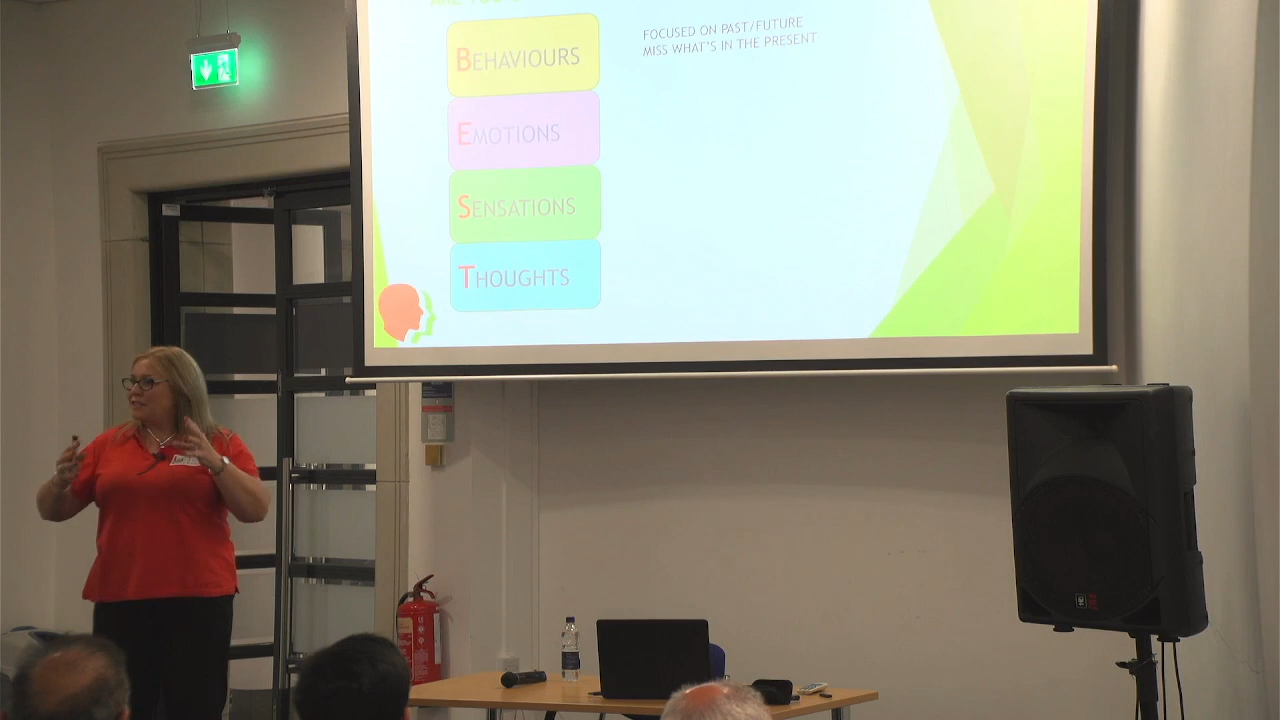 BEHAVIOURS
EMOTIONS
SENSATIONS
THOUGHTS
FOCUSED ON PAST/FUTURE
MISS WHAT'S IN THE PRESENT